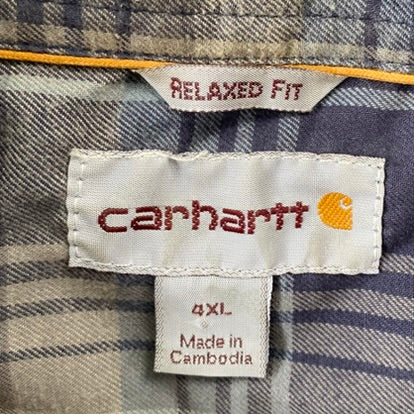 RELAXED FIT
carhartt
4XL
Made in
Cambodia